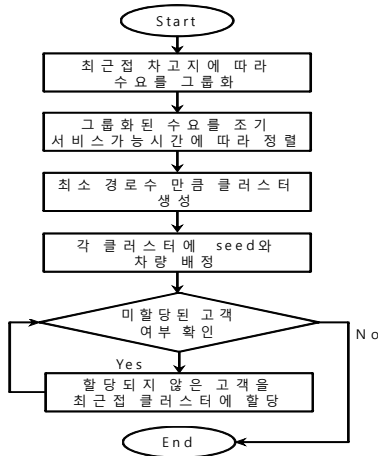 Start
최근접 차고지에 따라
수요를 그룹화
그룹화된 수요를 조기
서비스가능시간에 따라 정렬
최소 경로수 만큼 클러스터
생성
각 클러스터에 seed와
차량 배정
미할당된 고객
여부 확인
No
Yes
할당되지 않은 고객을
최근접 클러스터에 할당
End